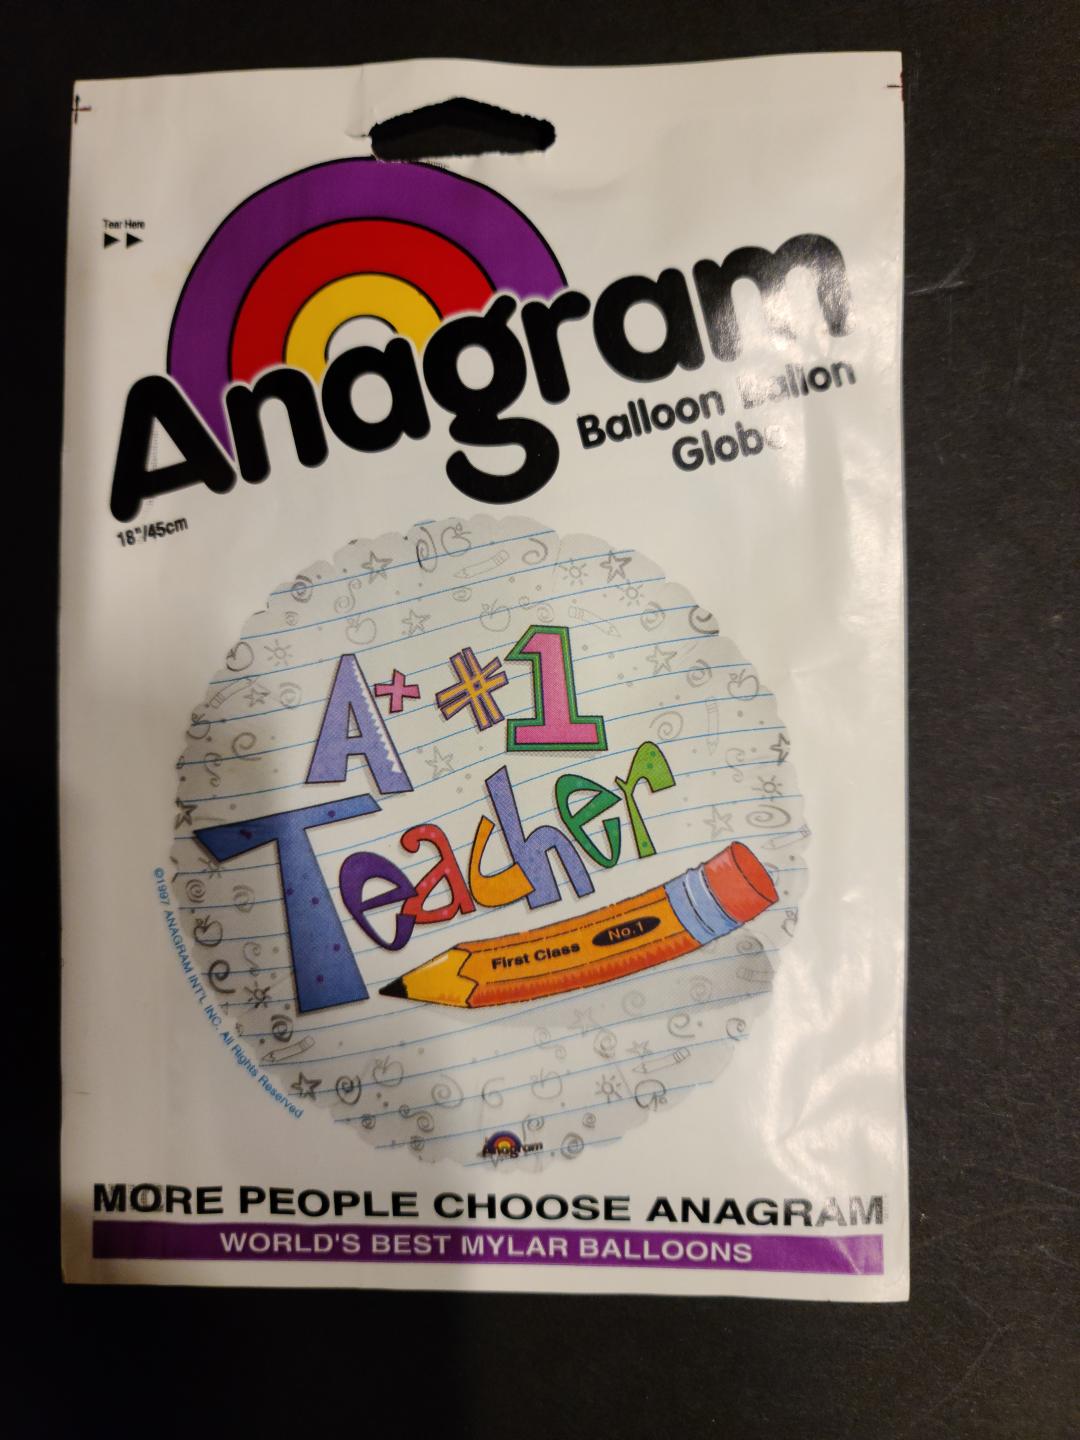 Tear Here
Anagram
Balloon Ballon
Globo
18"/45cm
A+ #1
Teacher
First Class No.1
©1997 ANAGRAM INT'L, INC. All Rights Reserved
Anagram
MORE PEOPLE CHOOSE ANAGRAM
WORLD'S BEST MYLAR BALLOONS